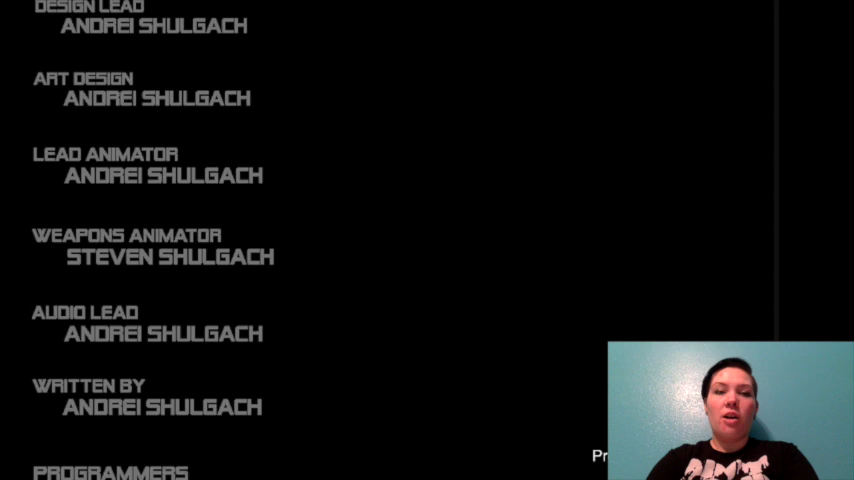 DESIGN LEAD
ANDREI SHULGACH
ART DESIGN
ANDREI SHULGACH
LEAD ANIMATOR
ANDREI SHULGACH
WEAPONS ANIMATOR
STEVEN SHULGACH
AUDIO LEAD
ANDREI SHULGACH
WRITTEN BY
ANDREI SHULGACH
PROGRAMMERS
Pr